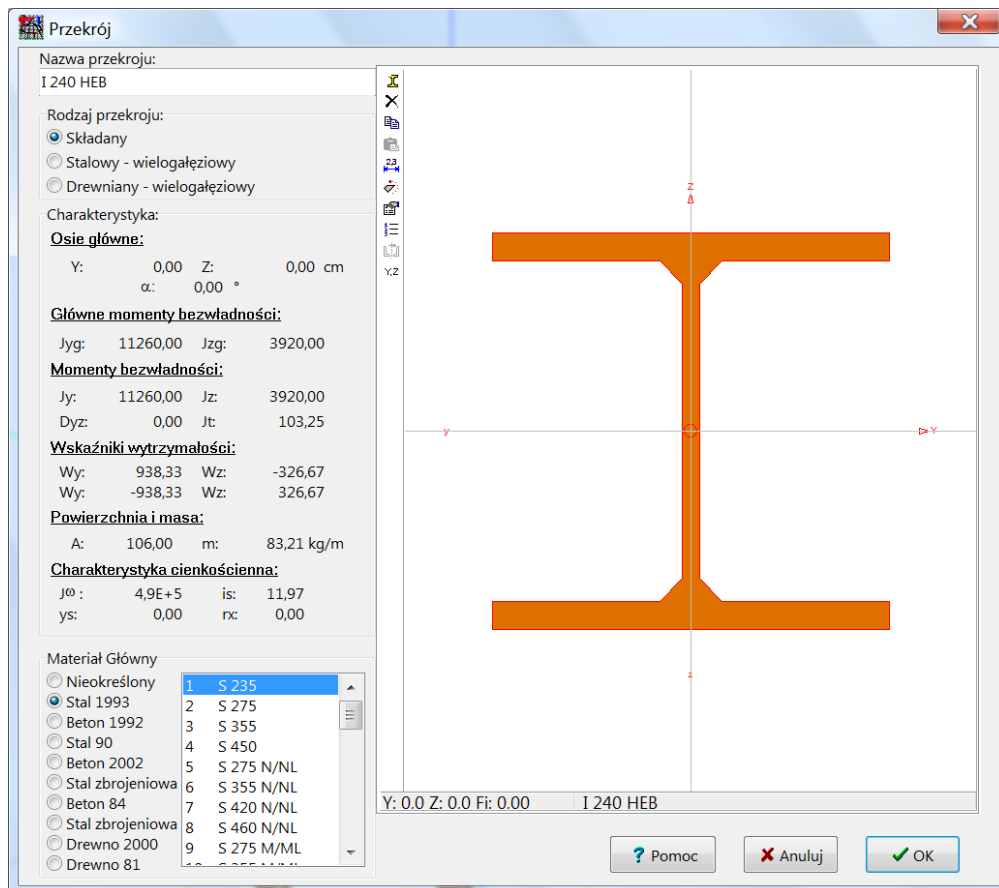 Przekrój
Nazwa przekroju:
I 240 HEB
Rodzaj przekroju:
Składany
Stalowy - wielogałęziowy
Drewniany - wielogałęziowy
Charakterystyka:
Osie główne:
Y: 0,00 Z: 0,00 cm
α: 0,00 °
Główne momenty bezwładności:
Jyg: 11260,00 Jzg: 3920,00
Momenty bezwładności:
Jy: 11260,00 Jz: 3920,00
Dyz: 0,00 Jt: 103,25
Wskaźniki wytrzymałości:
Wy: 938,33 Wz: -326,67
Wy: -938,33 Wz: 326,67
Powierzchnia i masa:
A: 106,00 m: 83,21 kg/m
Charakterystyka cienkościenna:
Jω : 4,9E+5 is: 11,97
ys: 0,00 rx: 0,00
Materiał Główny
Nieokreślony
Stal 1993
Beton 1992
Stal 90
Beton 2002
Stal zbrojeniowa
Beton 84
Stal zbrojeniowa
Drewno 2000
Drewno 81
1 S 235
2 S 275
3 S 355
4 S 450
5 S 275 N/NL
6 S 355 N/NL
7 S 420 N/NL
8 S 460 N/NL
9 S 275 M/ML
10 S 355 M/ML
2,3
Y,Z
Z
y
Y
z
Y: 0.0 Z: 0.0 Fi: 0.00 I 240 HEB
? Pomoc
Anuluj
OK